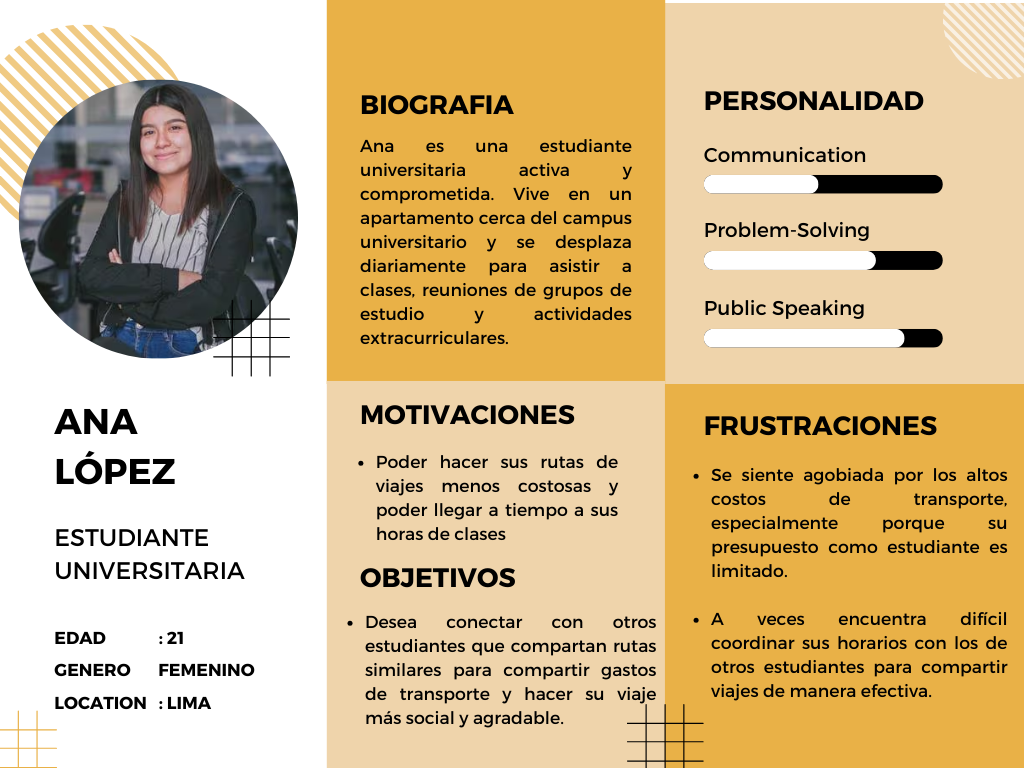 ANA
LÓPEZ
ESTUDIANTE
UNIVERSITARIA
EDAD : 21
GENERO FEMENINO
LOCATION : LIMA
BIOGRAFIA
Ana es una estudiante
universitaria activa y
comprometida. Vive en un
apartamento cerca del campus
universitario y se desplaza
diariamente para asistir a
clases, reuniones de grupos de
estudio y actividades
extracurriculares.
MOTIVACIONES
• Poder hacer sus rutas de
viajes menos costosas y
poder llegar a tiempo a sus
horas de clases
OBJETIVOS
• Desea conectar con otros
estudiantes que compartan rutas
similares para compartir gastos
de transporte y hacer su viaje
más social y agradable.
PERSONALIDAD
Communication
Problem-Solving
Public Speaking
FRUSTRACIONES
• Se siente agobiada por los altos
costos de transporte,
especialmente porque su
presupuesto como estudiante es
limitado.
• A veces encuentra difícil
coordinar sus horarios con los de
otros estudiantes para compartir
viajes de manera efectiva.